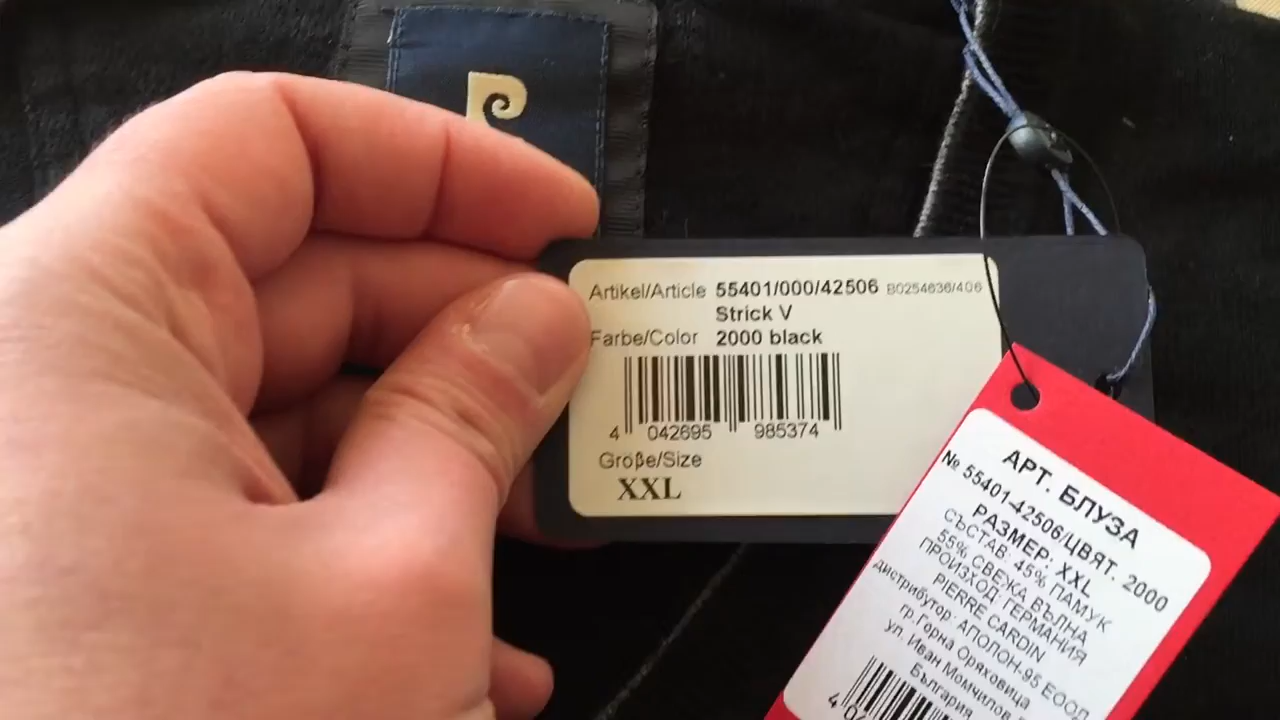 Artikel/Article 55401/000/42506 B0254636/406
Strick V
Farbe/Color 2000 black
4 042695 985374
Größe/Size
XXL
АРТ. БЛУЗА
№ 55401-42506/ЦВЯТ. 2000
РАЗМЕР: XXL
СЪСТАВ: 45% ПАМУК
55% СВЕЖА ВЪЛНА
ПРОИЗХОД: ГЕРМАНИЯ
PIERRE CARDIN
дистрибутор: АПОЛОН-95 ЕООД
гр.Горна Оряховица
ул. Иван Момчилов
България